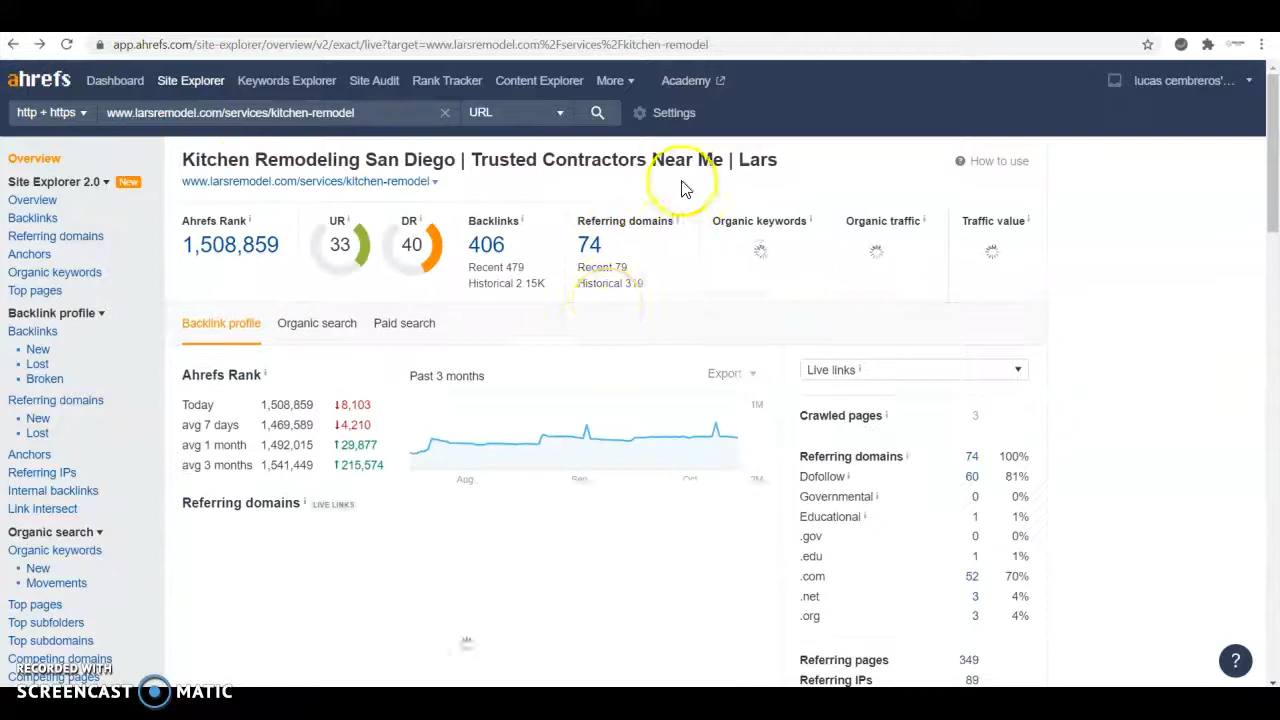 app.ahrefs.com/site-explorer/overview/v2/exact/live?target=www.larsremodel.com%2Fservices%2Fkitchen-remodel
ahrefs Dashboard Site Explorer Keywords Explorer Site Audit Rank Tracker Content Explorer More Academy lucas cembreros'...
http + https www.larsremodel.com/services/kitchen-remodel URL Settings
Overview
Site Explorer 2.0 New
Overview
Backlinks
Referring domains
Anchors
Organic keywords
Top pages
Backlink profile
Backlinks
New
Lost
Broken
Referring domains
New
Lost
Anchors
Referring IPs
Internal backlinks
Link intersect
Organic search
Organic keywords
New
Movements
Top pages
Top subfolders
Top subdomains
Competing domains
Competing pages
Kitchen Remodeling San Diego | Trusted Contractors Near Me | Lars
? How to use
www.larsremodel.com/services/kitchen-remodel
Ahrefs Rank i UR i DR i Backlinks i Referring domains i Organic keywords i Organic traffic i Traffic value i
1,508,859 33 40 406 74
Recent 479 Recent 79
Historical 2.15K Historical 319
Backlink profile Organic search Paid search
Ahrefs Rank i Past 3 months Export
Today 1,508,859 ↓8,103
avg 7 days 1,469,589 ↓4,210
avg 1 month 1,492,015 ↑29,877
avg 3 months 1,541,449 ↑215,574
1M
Aug Sep Oct 2M
Referring domains i LIVE LINKS
Live links i
Crawled pages i 3
Referring domains i 74 100%
Dofollow i 60 81%
Governmental i 0 0%
Educational i 1 1%
.gov 0 0%
.edu 1 1%
.com 52 70%
.net 3 4%
.org 3 4%
Referring pages 349
Referring IPs 89
?
RECORDED WITH
SCREENCAST MATIC